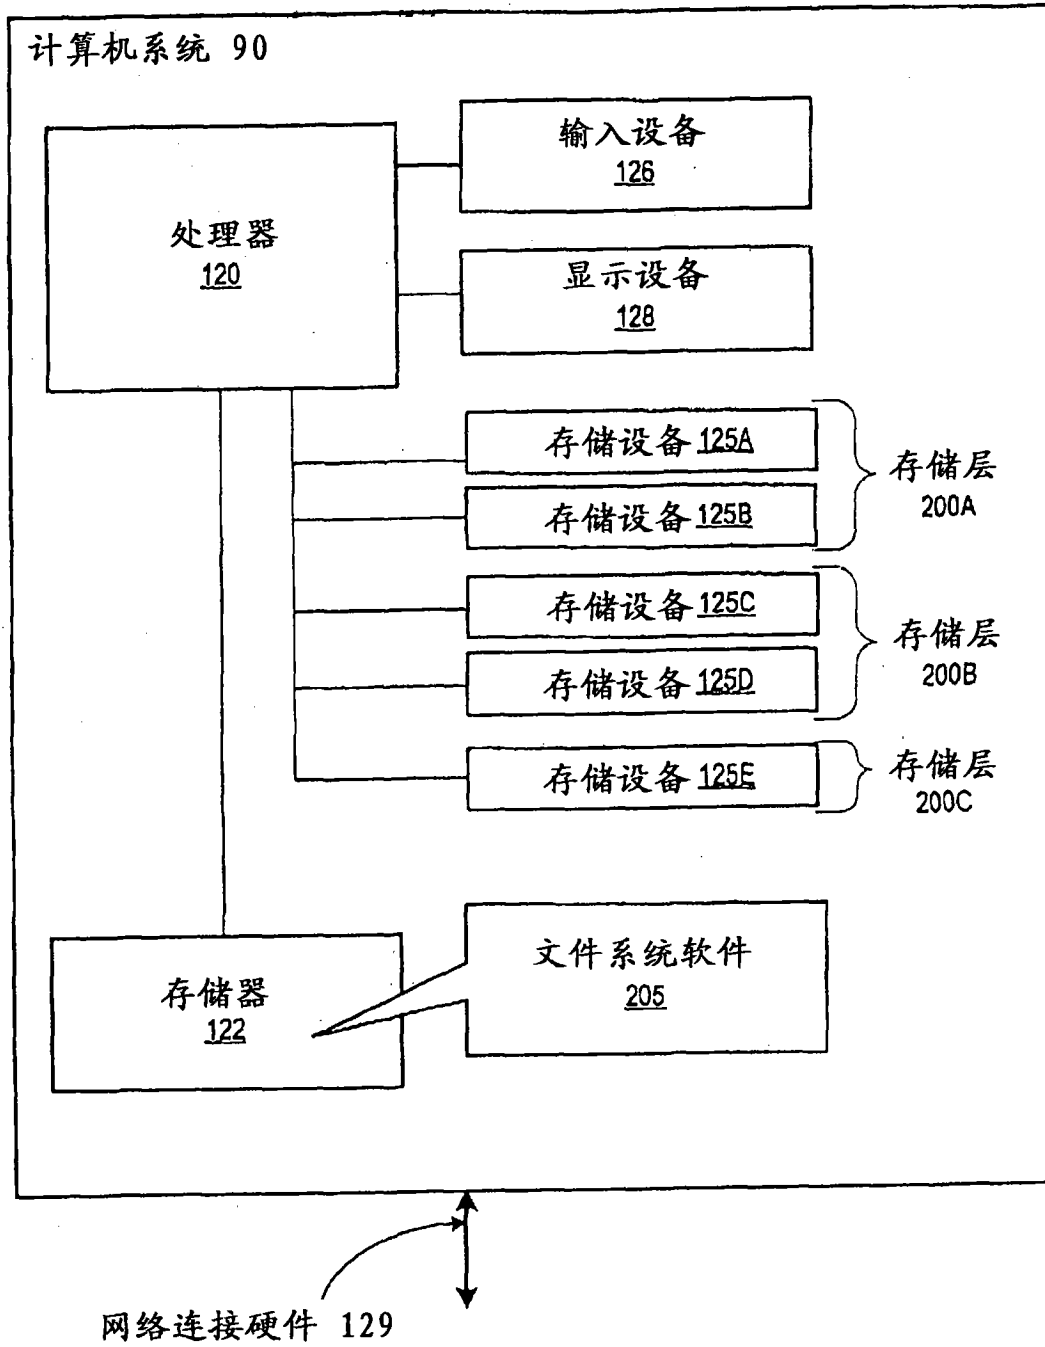 计算机系统 90
输入设备
126
处理器
120
显示设备
128
存储设备 125A
存储设备 125B
存储层
200A
存储设备 125C
存储设备 125D
存储层
200B
存储设备 125E
存储层
200C
文件系统软件
205
存储器
122
网络连接硬件 129